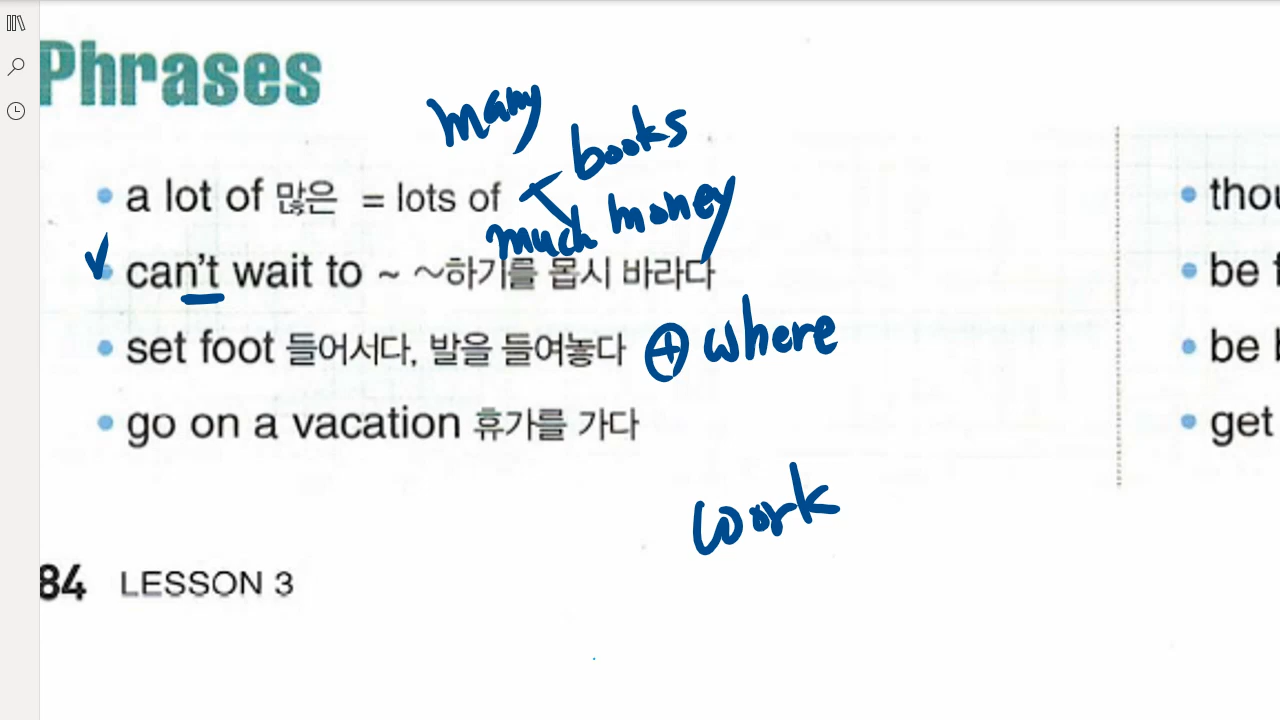 Phrases
many
books
• a lot of 많은 = lots of
much money
• can't wait to ~ ~하기를 몹시 바라다
• set foot 들어서다, 발을 들여놓다 ⊕ where
• go on a vacation 휴가를 가다
work
84 LESSON 3
• thou
• be f
• be
• get